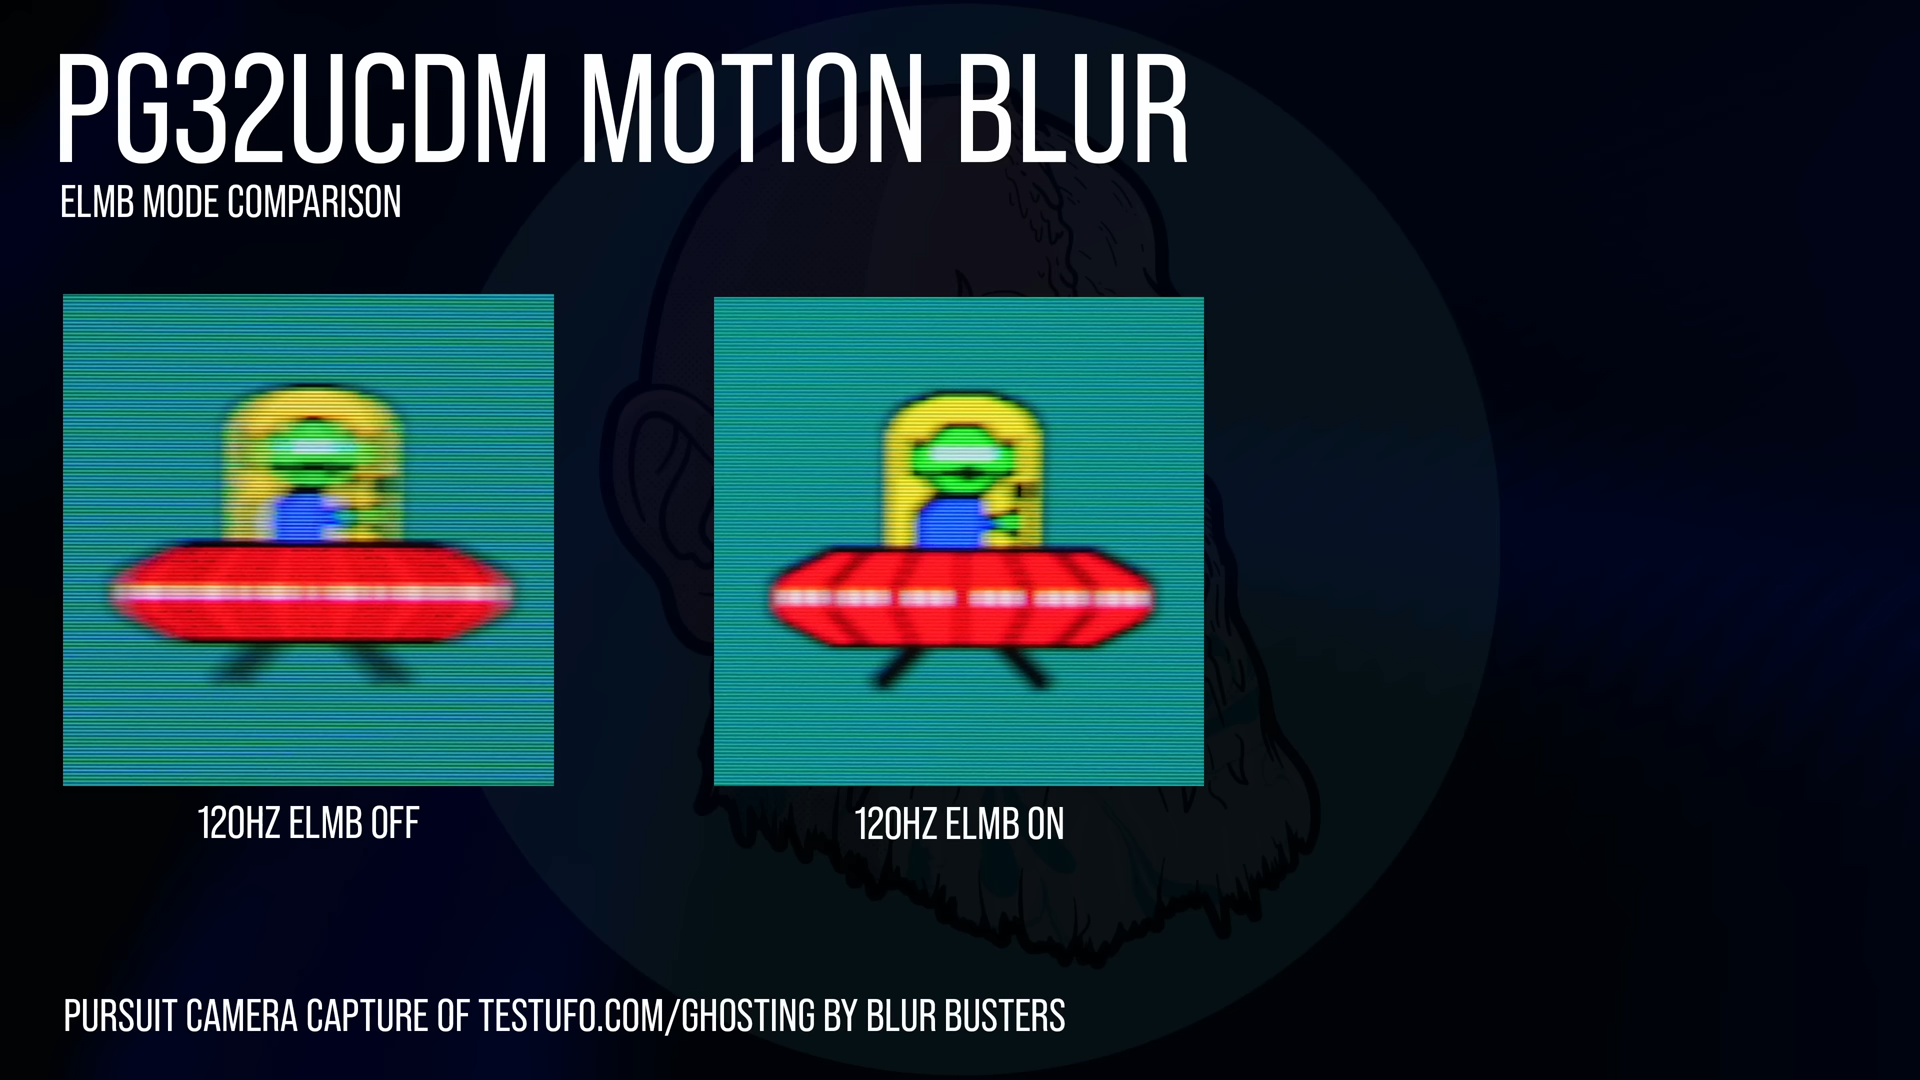 PG32UCDM MOTION BLUR
ELMB MODE COMPARISON
120HZ ELMB OFF
120HZ ELMB ON
PURSUIT CAMERA CAPTURE OF TESTUFO.COM/GHOSTING BY BLUR BUSTERS